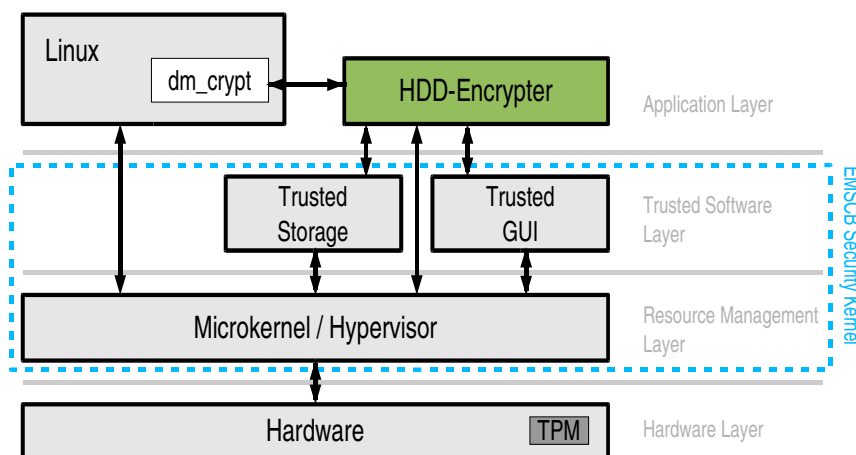 Linux
dm_crypt
HDD-Encrypter
Application Layer
Trusted
Storage
Trusted
GUI
Trusted Software
Layer
EMSCB Security Kernel
Microkernel / Hypervisor
Resource Management
Layer
Hardware
TPM
Hardware Layer